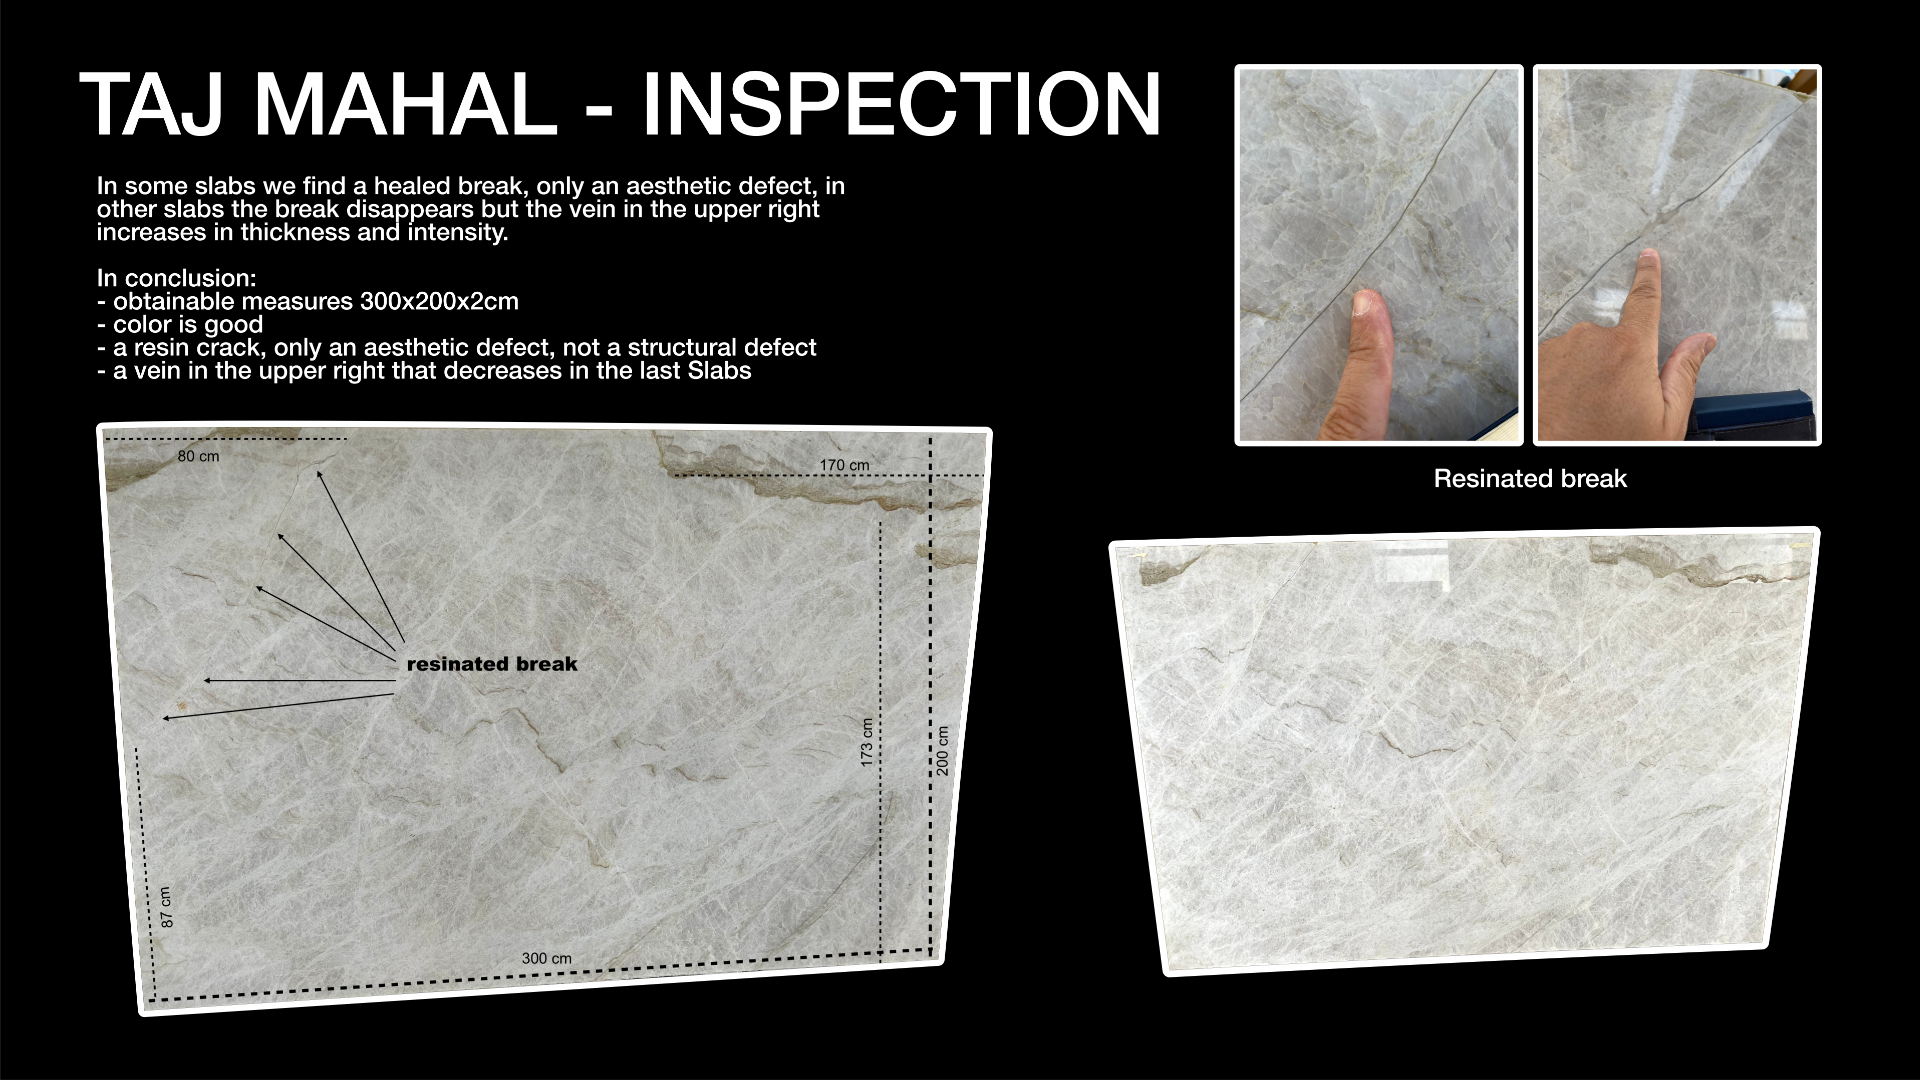 TAJ MAHAL - INSPECTION
In some slabs we find a healed break, only an aesthetic defect, in
other slabs the break disappears but the vein in the upper right
increases in thickness and intensity.
In conclusion:
- obtainable measures 300x200x2cm
- color is good
- a resin crack, only an aesthetic defect, not a structural defect
- a vein in the upper right that decreases in the last Slabs
Resinated break
80 cm
170 cm
resinated break
173 cm
200 cm
87 cm
300 cm